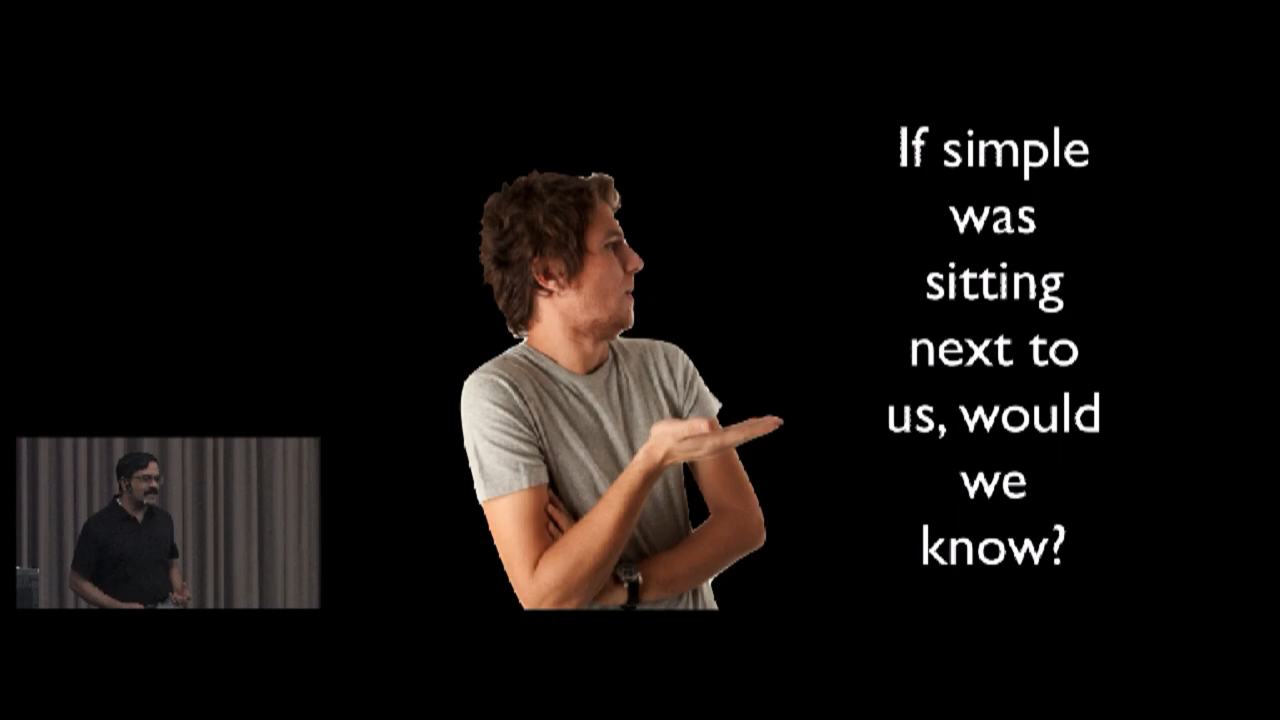 If simple
was
sitting
next to
us, would
we
know?